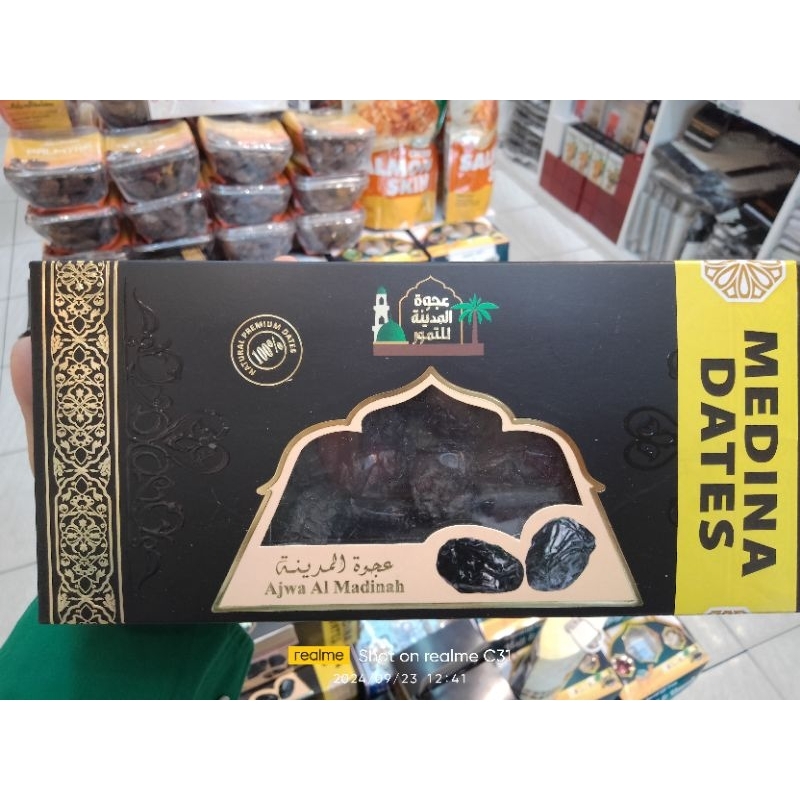 عجوة
المدينة
للتمور
NATURAL PREMIUM DATES
100%
MEDINA
DATES
عجوة المدينة
Ajwa Al Madinah
SKIN
realme Shot on realme C31
2024/09/23 12:41